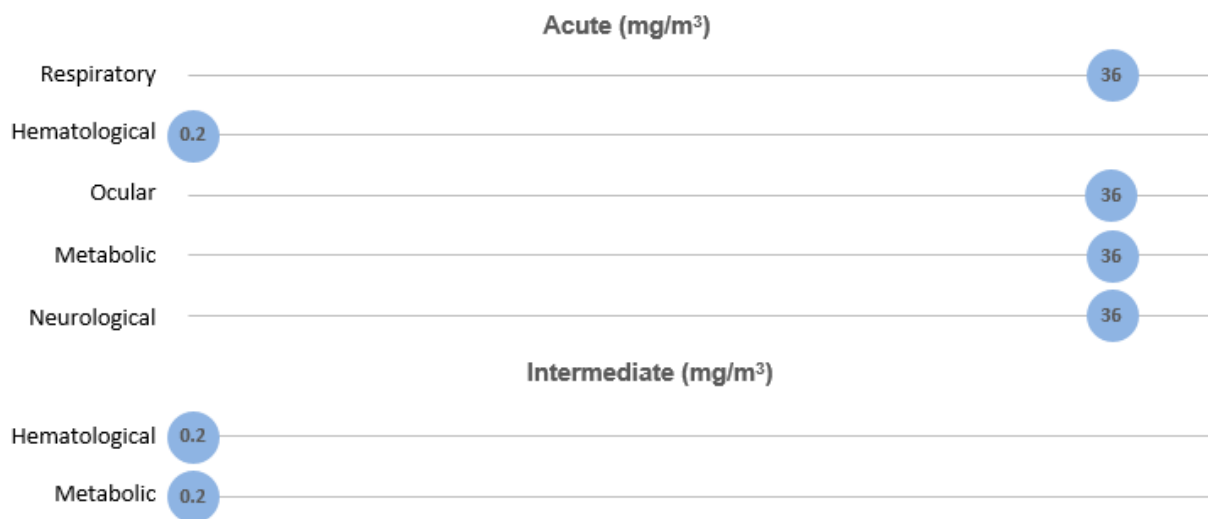 Acute (mg/m³)
Respiratory 36
Hematological 0.2
Ocular 36
Metabolic 36
Neurological 36
Intermediate (mg/m³)
Hematological 0.2
Metabolic 0.2